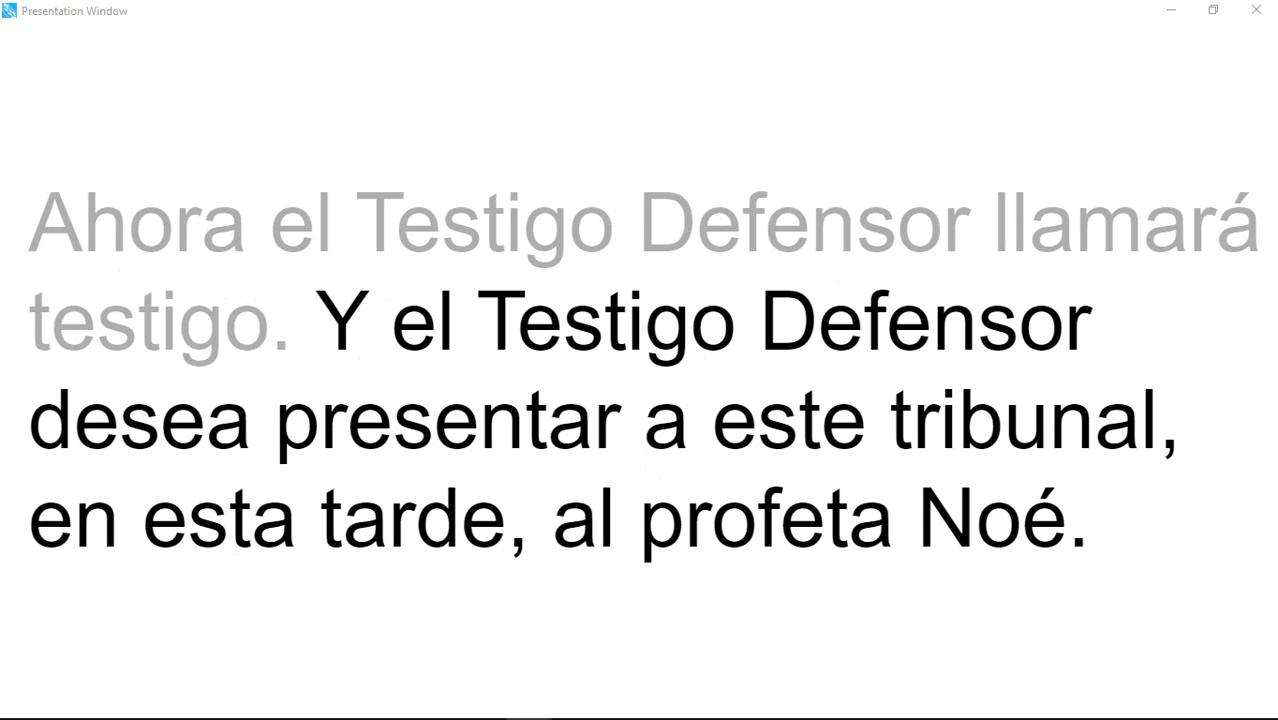 Presentation Window
Ahora el Testigo Defensor llamará
testigo. Y el Testigo Defensor
desea presentar a este tribunal,
en esta tarde, al profeta Noé.